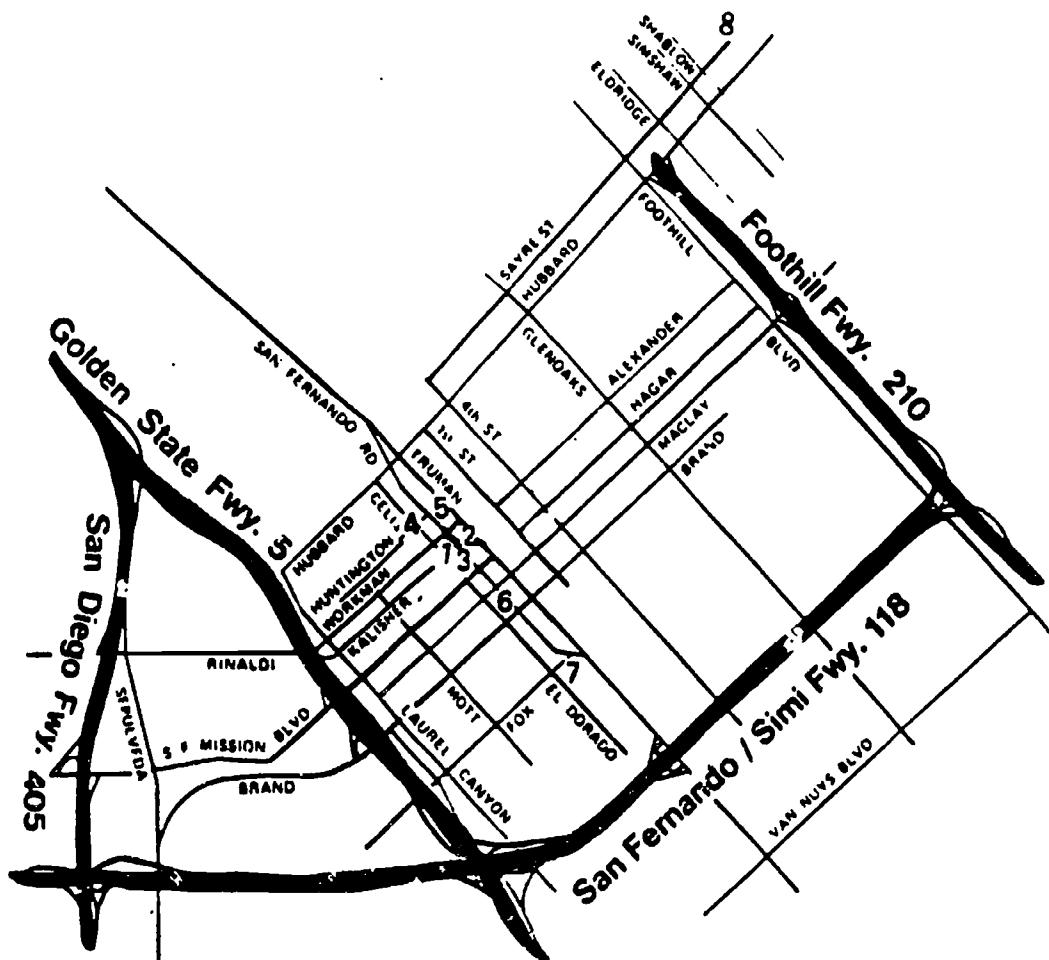 8
SIMSHAW
ELDRIDGE
FOOTHILL
BLVD
Foothill Fwy. 210
SAYRE ST
HUBBARD
GLENOAKS
ALEXANDER
HAGAR
MACLAY
BRAND
SAN FERNANDO RD
4th ST
1st ST
TRUMAN
Golden State Fwy. 5
HUBBARD
HUNTINGTON
WORKMAN
KALISHER
4
5
2
1
3
6
7
San Diego Fwy. 405
RINALDI
SEPULVEDA
S F MISSION BLVD
BRAND
LAUREL CANYON
MOTT
FOX
EL DORADO
San Fernando / Simi Fwy. 118
VAN NUYS BLVD